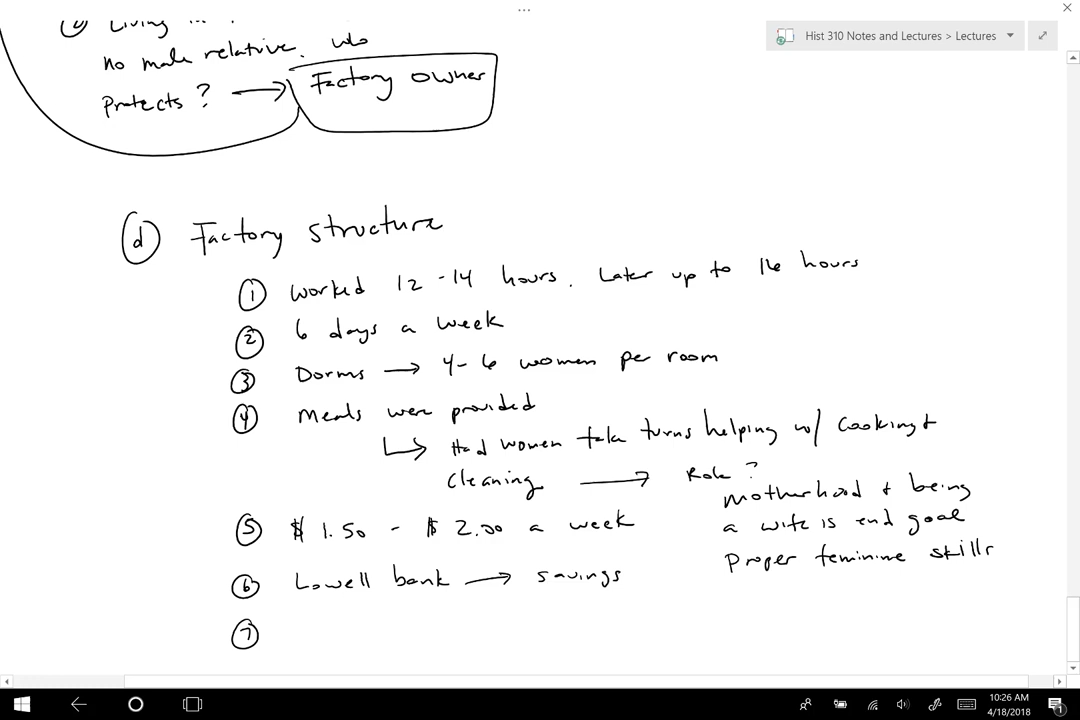 ...
Hist 310 Notes and Lectures > Lectures
Living
no male relative. who
protects? → Factory owner
d Factory structure
1 worked 12-14 hours. Later up to 16 hours
2 6 days a week
3 Dorms → 4-6 women per room
4 Meals were provided
↳ Had women take turns helping w/ cooking +
cleaning → Role?
motherhood + being
a wife is end goal
Proper feminine skills
5 $1.50 - $2.00 a week
6 Lowell bank → savings
7
10:26 AM
4/18/2018
1